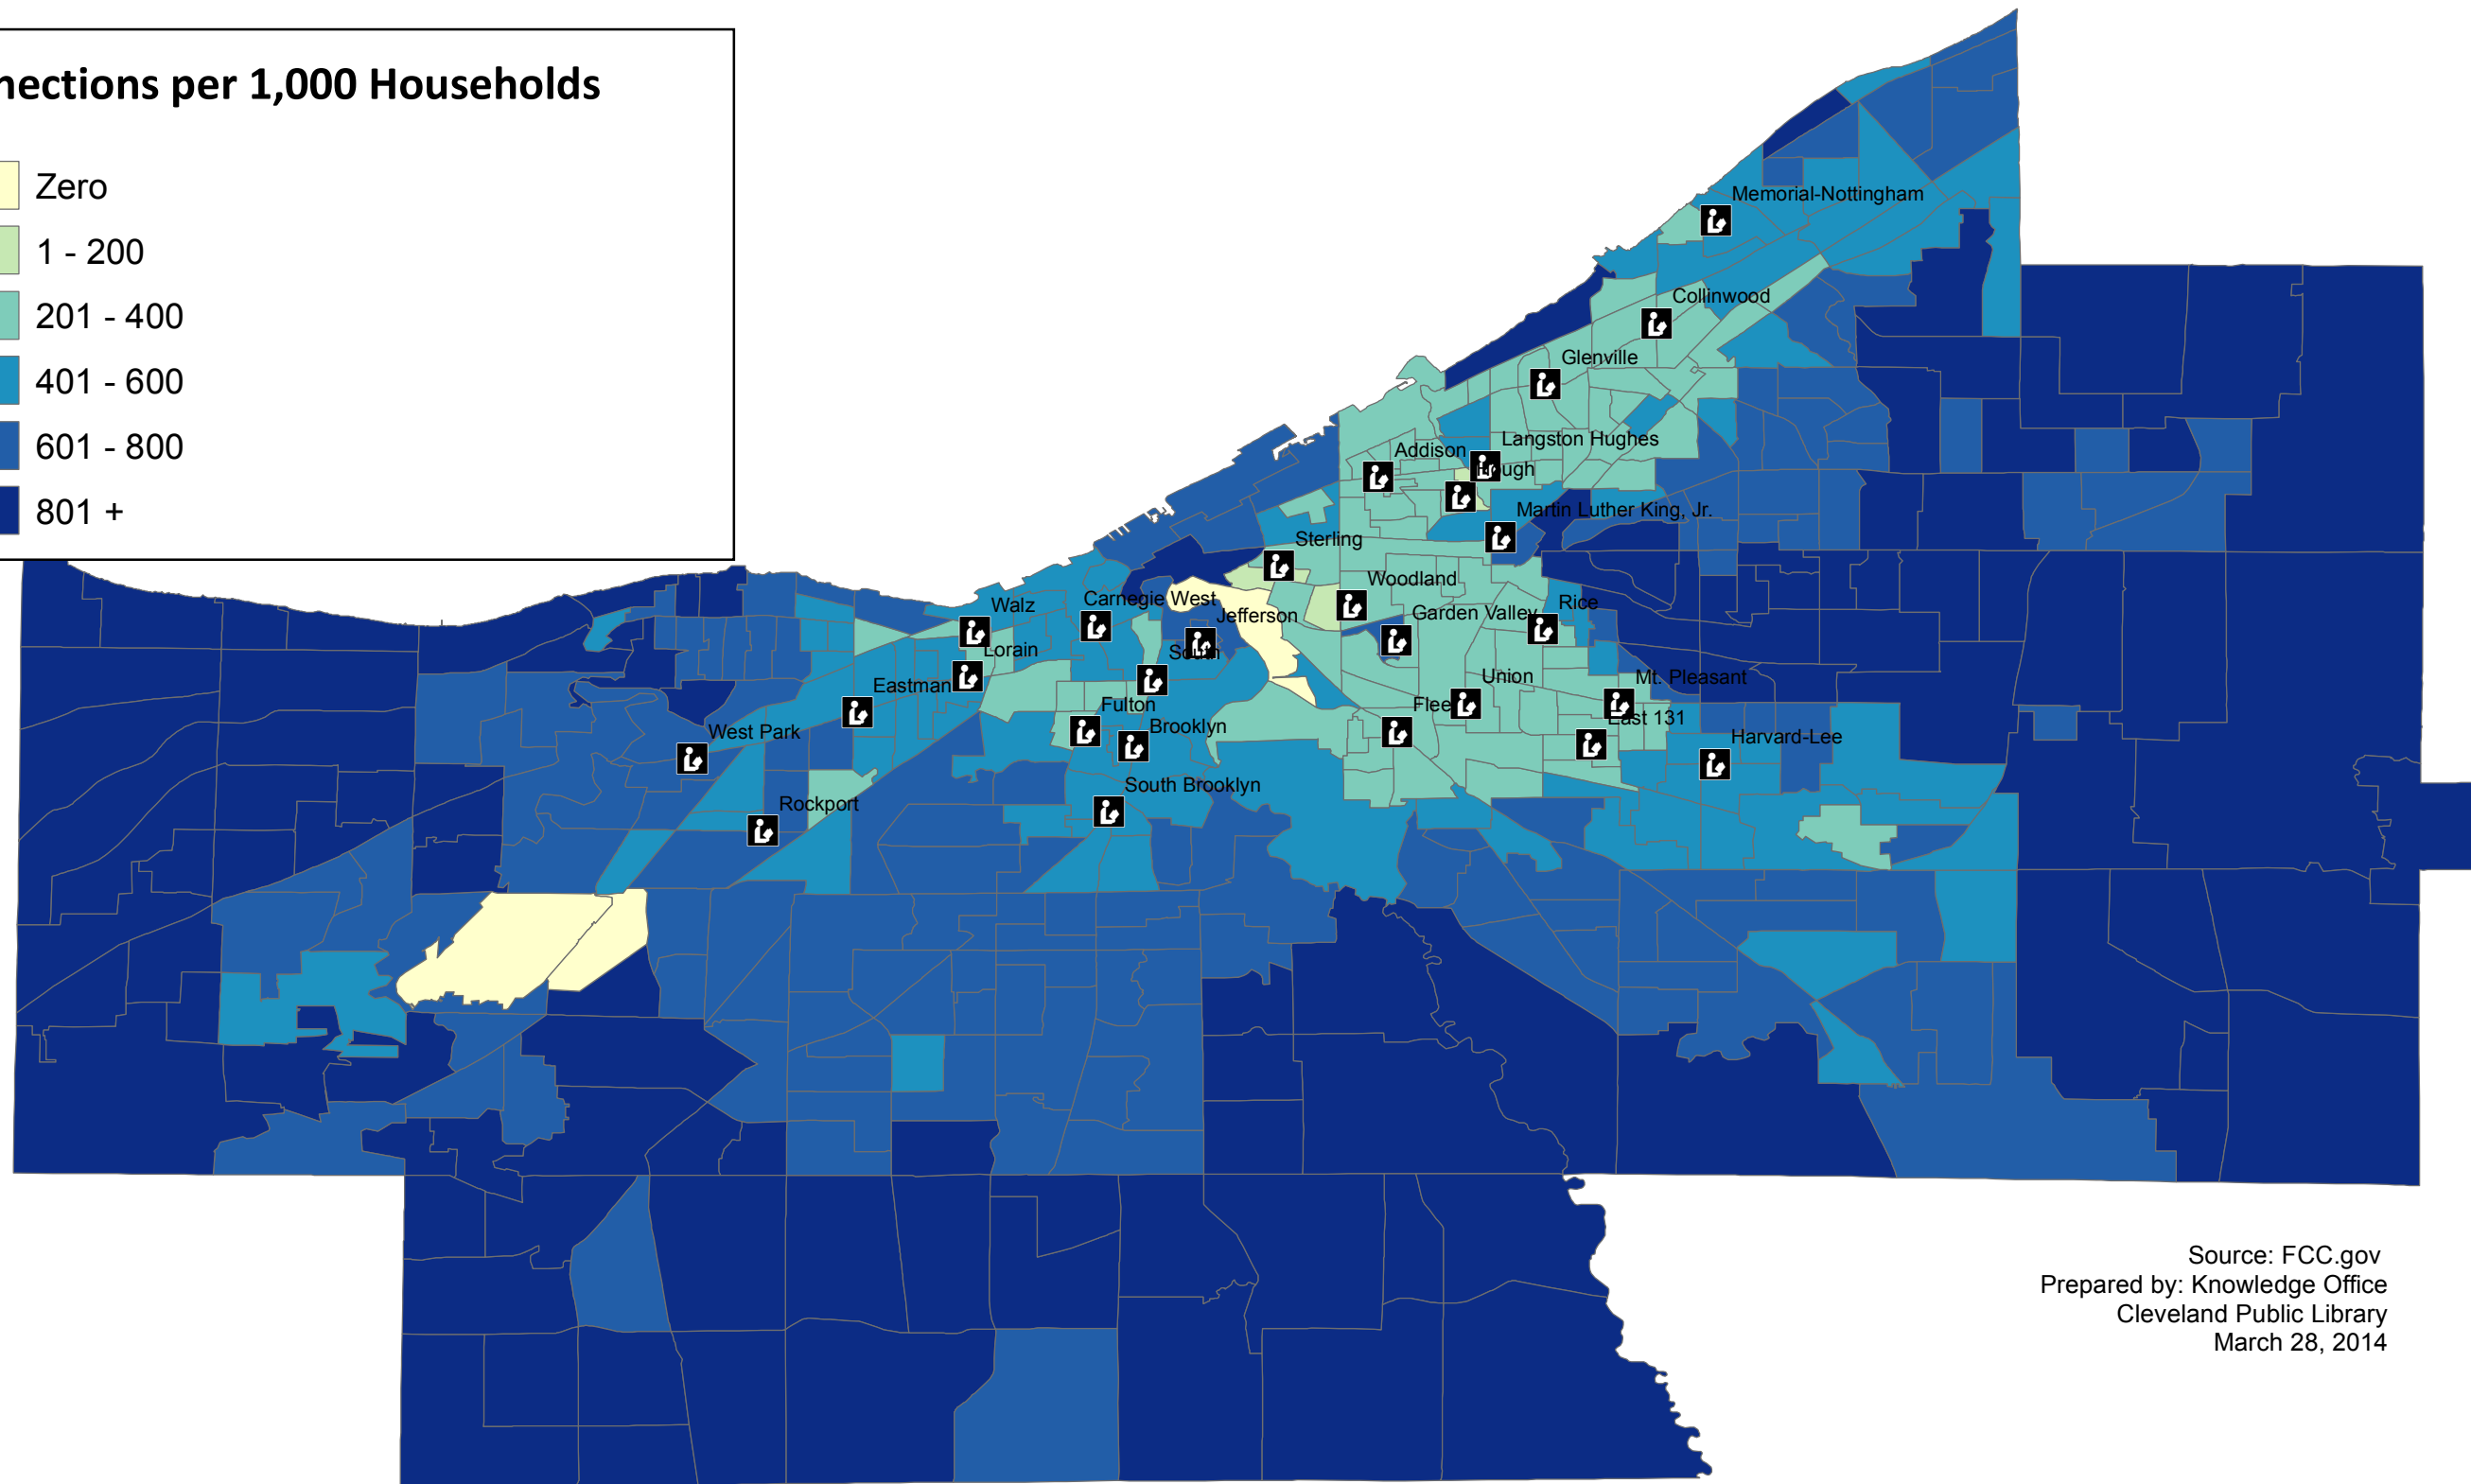 nections per 1,000 Households
Zero
1 - 200
201 - 400
401 - 600
601 - 800
801 +
Memorial-Nottingham
Collinwood
Glenville
Langston Hughes
Addison
Hough
Martin Luther King, Jr.
Sterling
Woodland
Walz
Carnegie West
Rice
Jefferson
Garden Valley
Lorain
South
Eastman
Union
Mt. Pleasant
Fulton
Flee
East 131
Brooklyn
West Park
Harvard-Lee
South Brooklyn
Rockport
Source: FCC.gov
Prepared by: Knowledge Office
Cleveland Public Library
March 28, 2014